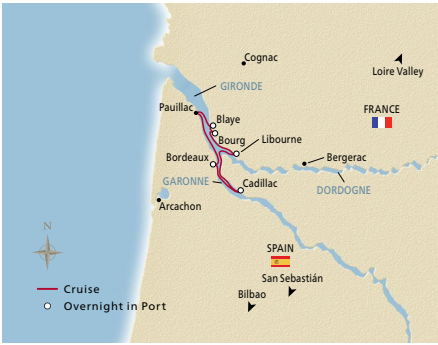 Cognac
Loire Valley
GIRONDE
Pauillac
FRANCE
Blaye
Bourg
Libourne
Bordeaux
Bergerac
GARONNE
Cadillac
DORDOGNE
Arcachon
N
SPAIN
San Sebastián
Cruise
Bilbao
Overnight in Port